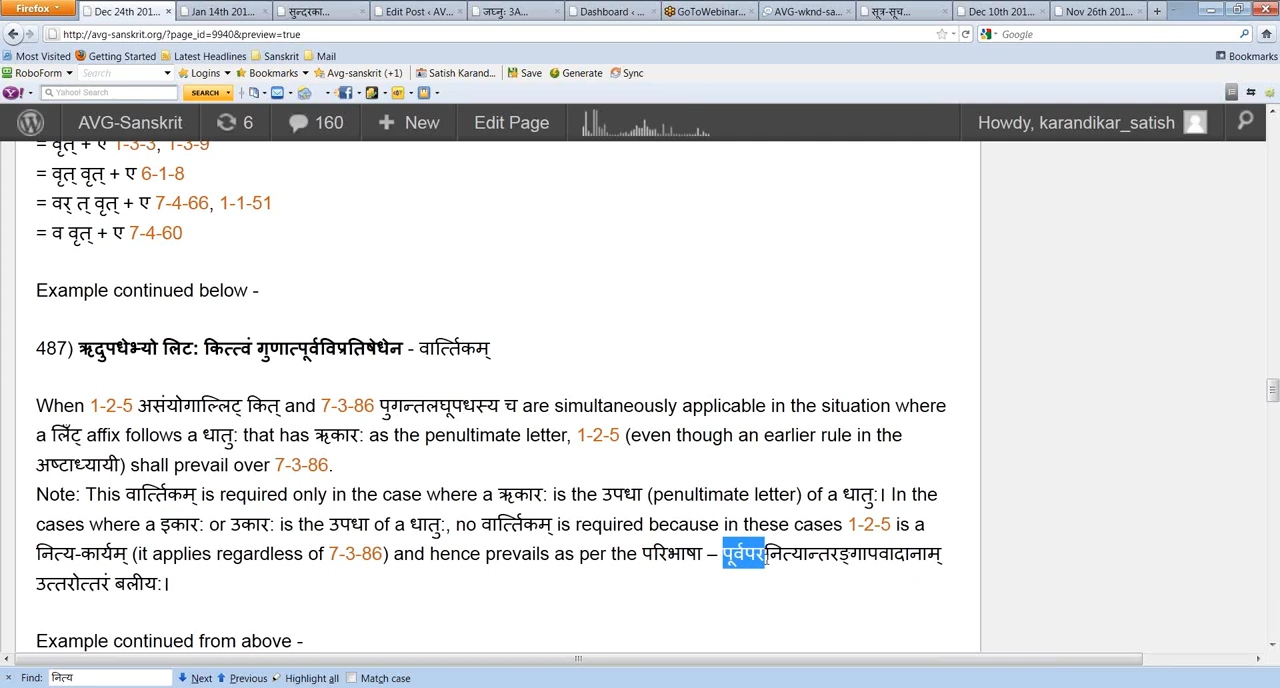 Firefox
Dec 24th 201...
Jan 14th 201...
सुन्दरका...
Edit Post ‹ AV...
जघ्नु: 3A...
Dashboard ‹ ...
GoToWebinar...
AVG-wknd-sa...
सूत्र-सूच...
Dec 10th 201...
Nov 26th 201...
http://avg-sanskrit.org/?page_id=9940&preview=true
Google
Most Visited Getting Started Latest Headlines Sanskrit Mail Bookmarks
RoboForm Search Logins Bookmarks Avg-sanskrit (+1) Satish Karand... Save Generate Sync
Yahoo! Search SEARCH
AVG-Sanskrit 6 160 New Edit Page Howdy, karandikar_satish
= वृत् + ए 1-3-3, 1-3-9
= वृत् वृत् + ए 6-1-8
= वर् त् वृत् + ए 7-4-66, 1-1-51
= व वृत् + ए 7-4-60
Example continued below -
487) ऋदुपधेभ्यो लिट: कित्त्वं गुणात्पूर्वविप्रतिषेधेन - वार्त्तिकम्
When 1-2-5 असंयोगाल्लिट् कित् and 7-3-86 पुगन्तलघूपधस्य च are simultaneously applicable in the situation where
a लिँट् affix follows a धातु: that has ऋकार: as the penultimate letter, 1-2-5 (even though an earlier rule in the
अष्टाध्यायी) shall prevail over 7-3-86.
Note: This वार्त्तिकम् is required only in the case where a ऋकार: is the उपधा (penultimate letter) of a धातु:। In the
cases where a इकार: or उकार: is the उपधा of a धातु:, no वार्त्तिकम् is required because in these cases 1-2-5 is a
नित्य-कार्यम् (it applies regardless of 7-3-86) and hence prevails as per the परिभाषा – पूर्वपरनित्यान्तरङ्गापवादानाम्
उत्तरोत्तरं बलीय:।
Example continued from above -
Find: नित्य Next Previous Highlight all Match case